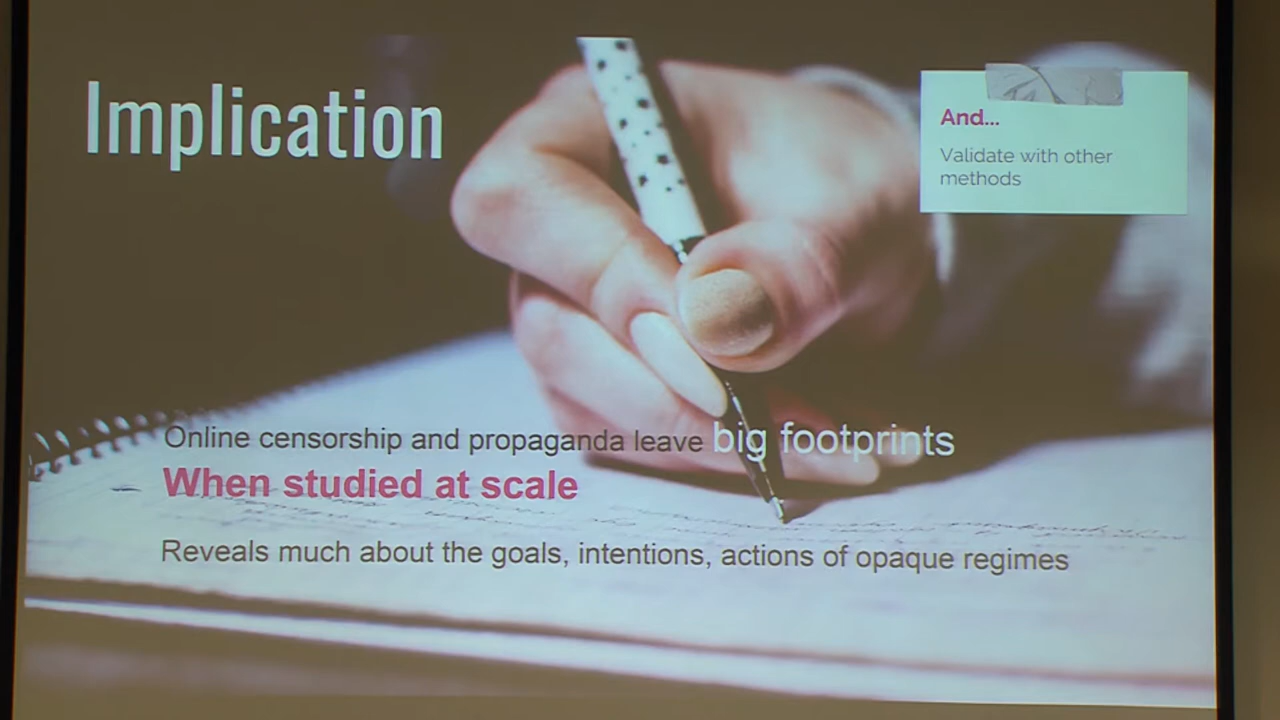 Implication
And...
Validate with other
methods
Online censorship and propaganda leave big footprints
When studied at scale
Reveals much about the goals, intentions, actions of opaque regimes